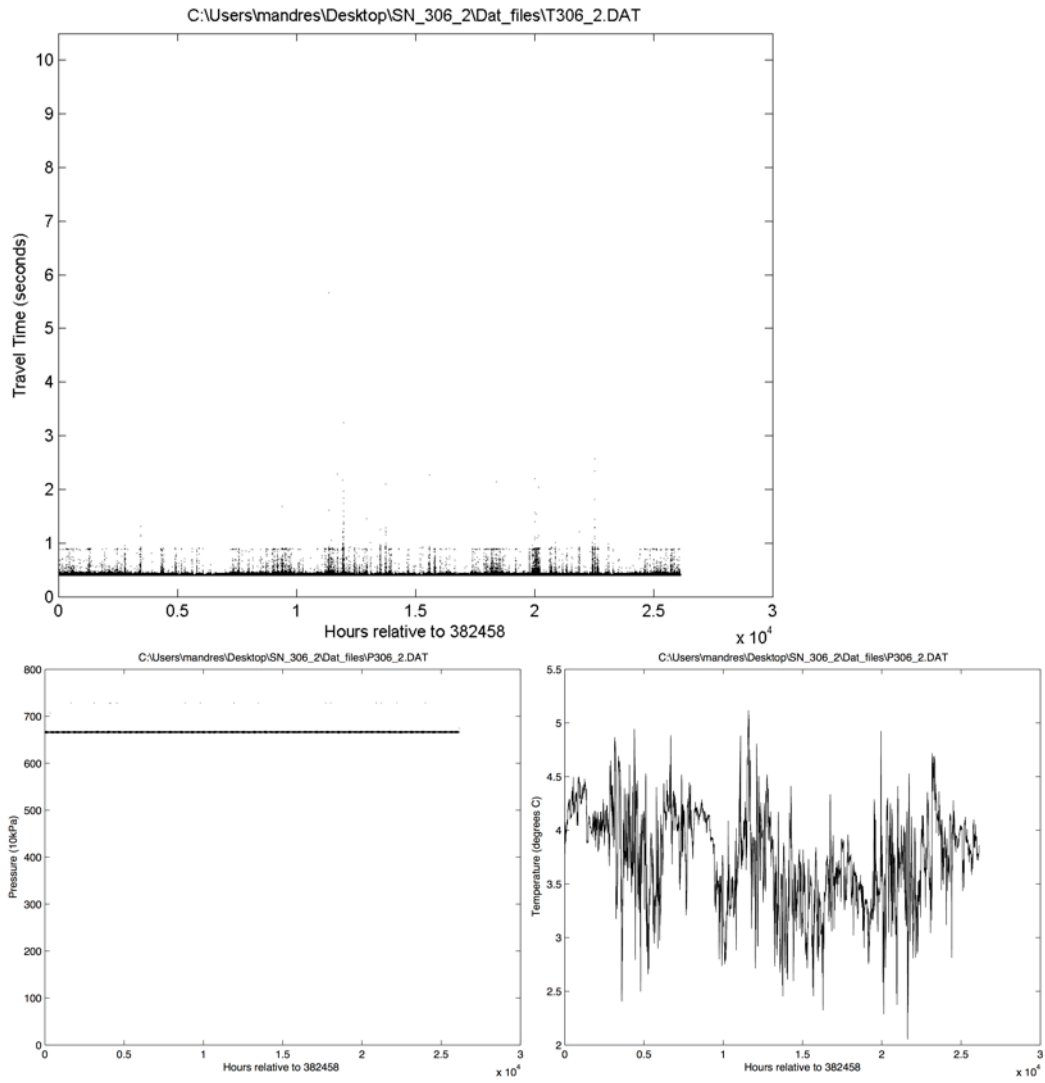 C:\Users\mandres\Desktop\SN_306_2\Dat_files\T306_2.DAT
10
9
8
7
6
5
4
3
2
1
0
Travel Time (seconds)
0 0.5 1 1.5 2 2.5 3
Hours relative to 382458
x 10^4
C:\Users\mandres\Desktop\SN_306_2\Dat_files\P306_2.DAT
800
700
600
500
400
300
200
100
0
Pressure (10kPa)
0 0.5 1 1.5 2 2.5 3
Hours relative to 382458
x 10^4
C:\Users\mandres\Desktop\SN_306_2\Dat_files\P306_2.DAT
5.5
5
4.5
4
3.5
3
2.5
2
Temperature (degrees C)
0 0.5 1 1.5 2 2.5 3
Hours relative to 382458
x 10^4